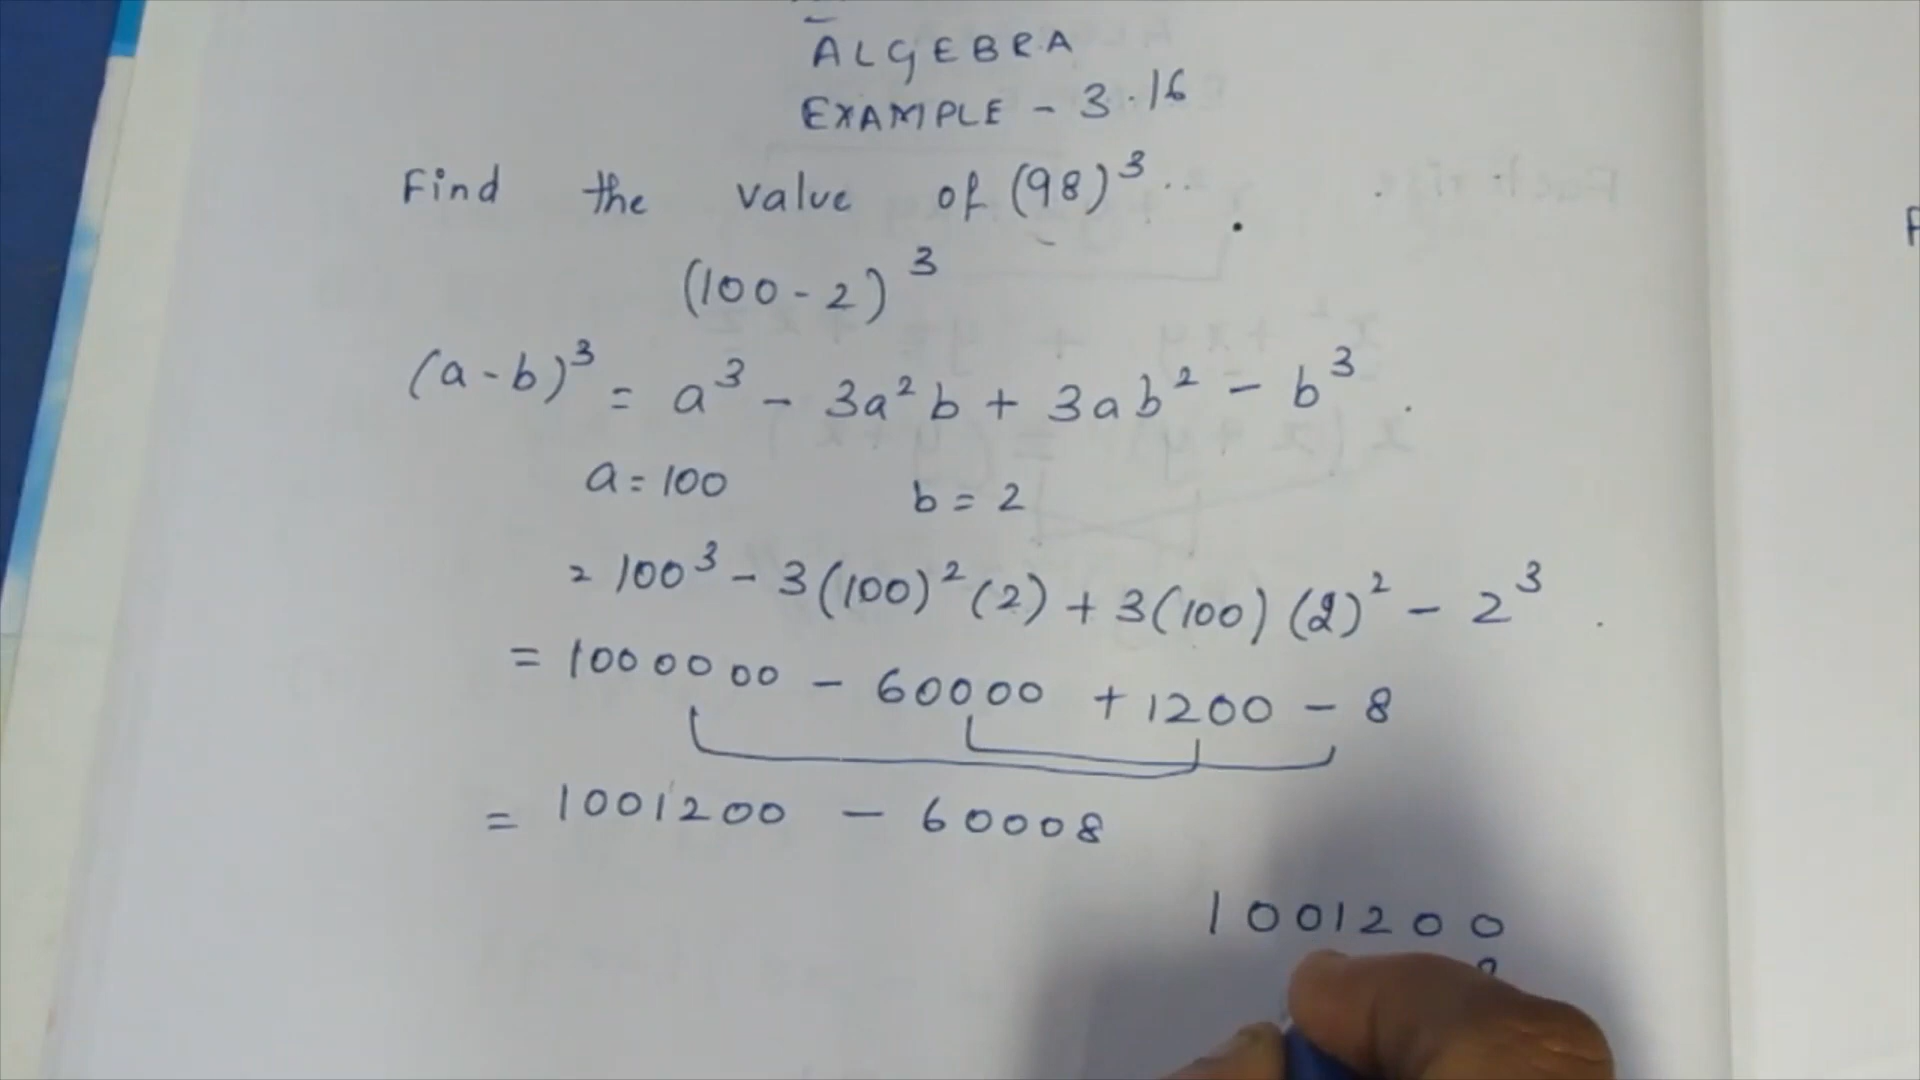 ALGEBRA
EXAMPLE - 3.16
Find the value of (98)³..
(100-2)³
(a-b)³ = a³ - 3a²b + 3ab² - b³.
a = 100 b = 2
= 100³ - 3(100)²(2) + 3(100)(2)² - 2³.
= 1000000 - 60000 + 1200 - 8
= 1001200 - 60008
1001200